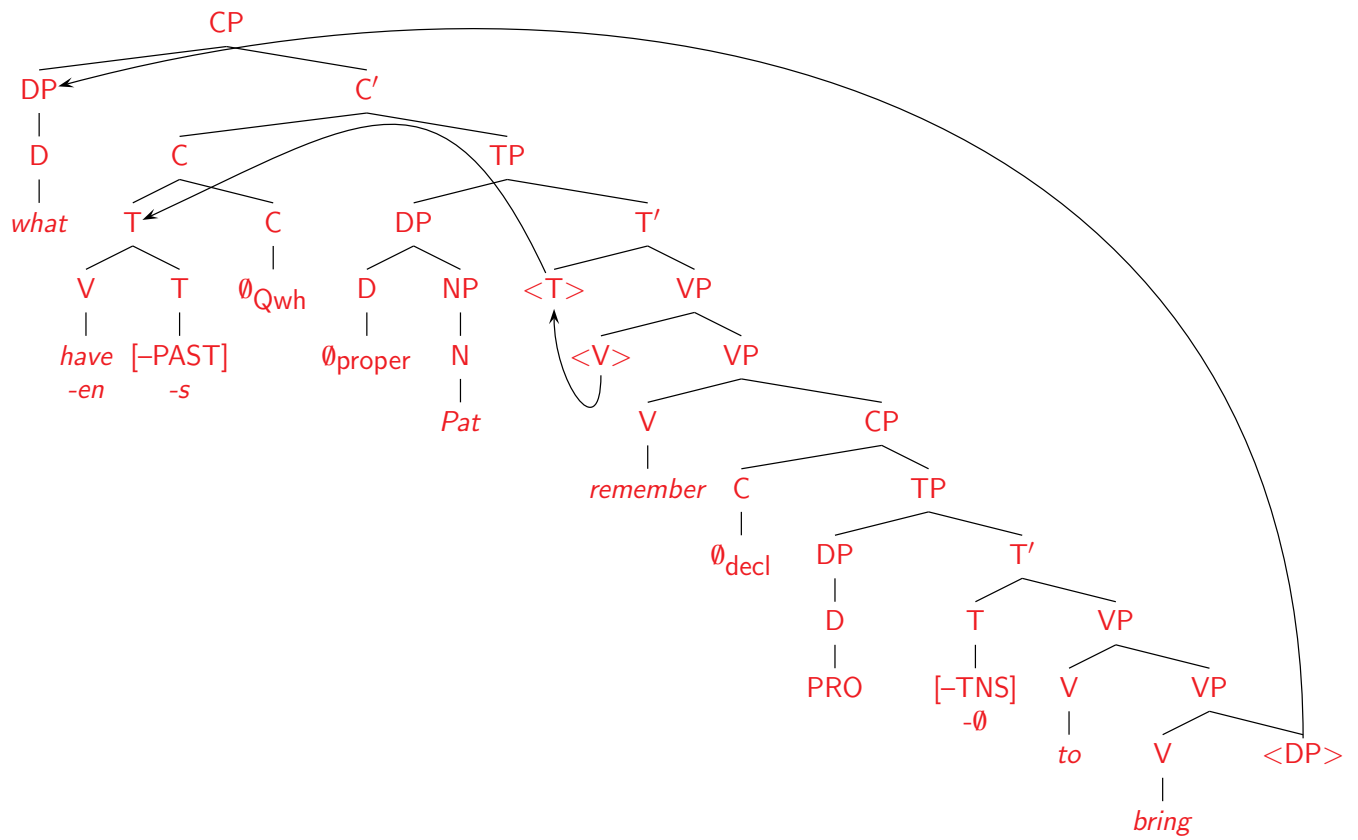 CP
DP C′
D C TP
what T C DP T′
V T ∅Qwh D NP <T> VP
have [–PAST] ∅proper N <V> VP
-en -s
Pat V CP
remember C TP
∅decl DP T′
D T VP
PRO [–TNS] V VP
-∅
to V <DP>
bring